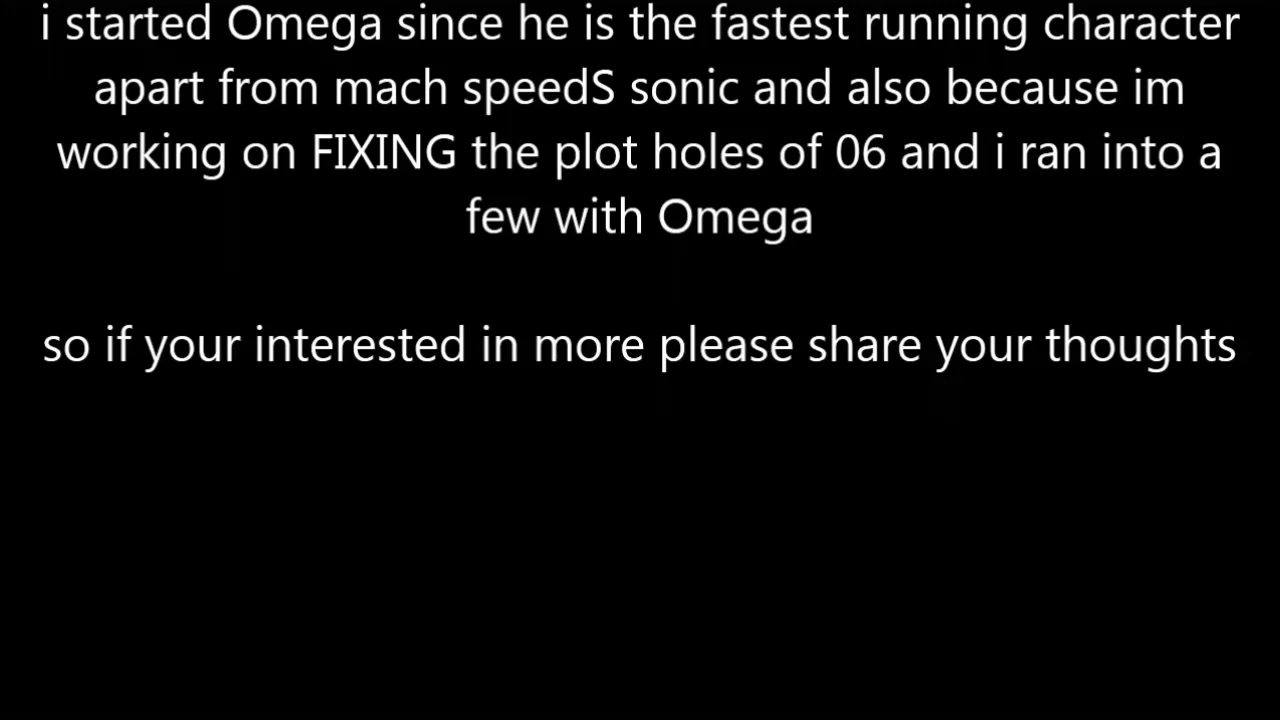 i started Omega since he is the fastest running character
apart from mach speedS sonic and also because im
working on FIXING the plot holes of 06 and i ran into a
few with Omega
so if your interested in more please share your thoughts